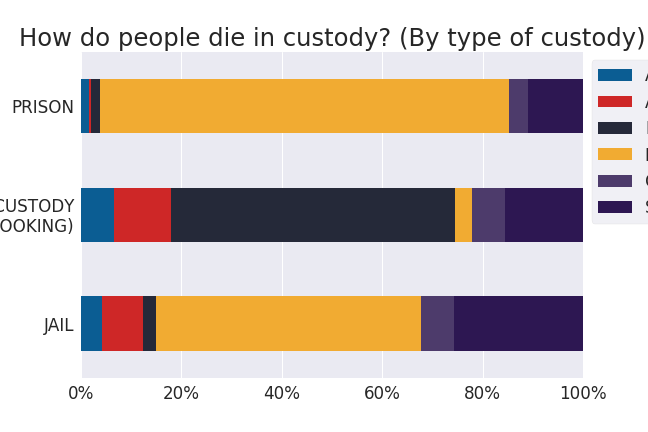 How do people die in custody? (By type of custody)
PRISON
CUSTODY
OOKING)
JAIL
0% 20% 40% 60% 80% 100%